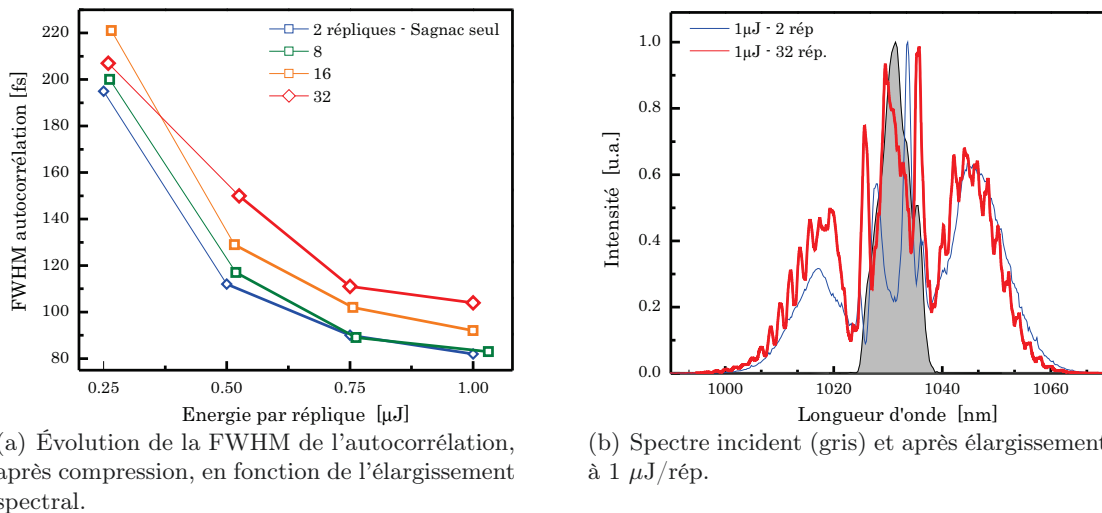 FWHM autocorrélation [fs]
220
200
180
160
140
120
100
80
2 répliques - Sagnac seul
8
16
32
0.25
0.50
0.75
1.00
Energie par réplique [µJ]
(a) Évolution de la FWHM de l'autocorrélation,
après compression, en fonction de l'élargissement
spectral.
Intensité [u.a.]
1.0
0.8
0.6
0.4
0.2
0.0
1µJ - 2 rép
1µJ - 32 rép.
1000
1020
1040
1060
Longueur d'onde [nm]
(b) Spectre incident (gris) et après élargissement
à 1 µJ/rép.